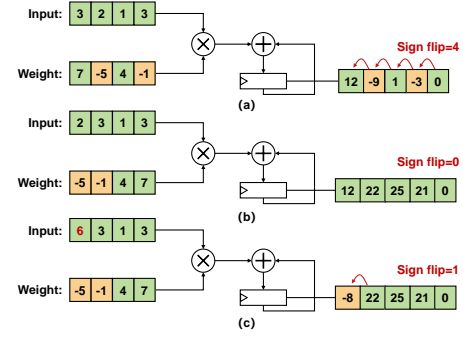 Input: 3 2 1 3
Sign flip=4
Weight: 7 -5 4 -1
12 -9 1 -3 0
(a)
Input: 2 3 1 3
Sign flip=0
Weight: -5 -1 4 7
12 22 25 21 0
(b)
Input: 6 3 1 3
Sign flip=1
Weight: -5 -1 4 7
-8 22 25 21 0
(c)